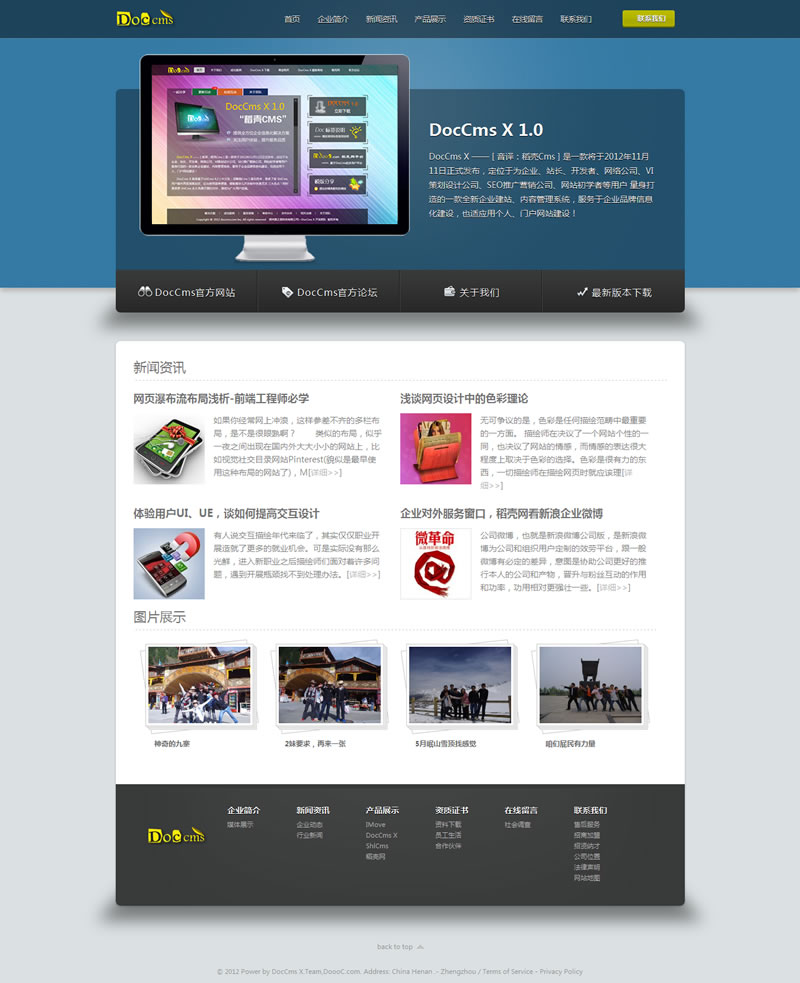 Doc cms
首页 企业简介 新闻资讯 产品展示 资质证书 在线留言 联系我们 联系我们
DocCms X 1.0
“稻壳CMS”
DocCms X 1.0
DocCms X —— [ 音译：稻壳Cms ] 是一款将于2012年11月
11日正式发布，定位于为企业、站长、开发者、网络公司、VI
策划设计公司、SEO推广营销公司、网站初学者等用户 量身打
造的一款全新企业建站、内容管理系统，服务于企业品牌信息
化建设，也适应用个人、门户网站建设！
DocCms官方网站 DocCms官方论坛 关于我们 最新版本下载
新闻资讯
网页瀑布流布局浅析-前端工程师必学
如果你经常网上冲浪，这样参差不齐的多栏布
局，是不是很眼熟啊？ 类似的布局，似乎
一夜之间出现在国内外大大小小的网站上，比
如视觉社交目录网站Pinterest(貌似是最早使
用这种布局的网站了)，M[详细>>]
浅谈网页设计中的色彩理论
无可争议的是，色彩是任何描绘范畴中最重要
的一方面。 描绘师在决议了一个网站个性的一
同，也决议了网站的情感，而情感的表达很大
程度上取决于色彩的选择。色彩是很有力的东
西，一切描绘师在描绘网页时就应该理[详
细>>]
体验用户UI、UE，谈如何提高交互设计
有人说交互描绘年代来临了，其实仅仅职业开
展造就了更多的就业机会。可是实际没有那么
光鲜，进入新职业之后描绘师们面对着许多问
题，遇到开展瓶颈找不到处理办法。[详细>>]
企业对外服务窗口，稻壳网看新浪企业微博
微革命
公司微博，也就是新浪微博公司版，是新浪微
博为公司和组织用户定制的效劳平台，跟一般
微博有必定的差异，意图是协助公司更好的推
行本人的公司和产物，晋升与粉丝互动的作用
和功率，功用相对更强壮一些。[详细>>]
图片展示
神奇的九寨 2妹要求，再来一张 5月岷山雪顶找感觉 咱们屁民有力量
Doc cms
企业简介 新闻资讯 产品展示 资质证书 在线留言 联系我们
媒体展示 企业动态 iMove 资料下载 社会调查 售后服务
行业新闻 DocCms X 员工生活 招商加盟
ShlCms 合作伙伴 招贤纳才
稻壳网 公司位置
法律声明
网站地图
back to top
© 2012 Power by DocCms X.Team.DoooC.com. Address: China Henan .- Zhengzhou / Terms of Service - Privacy Policy